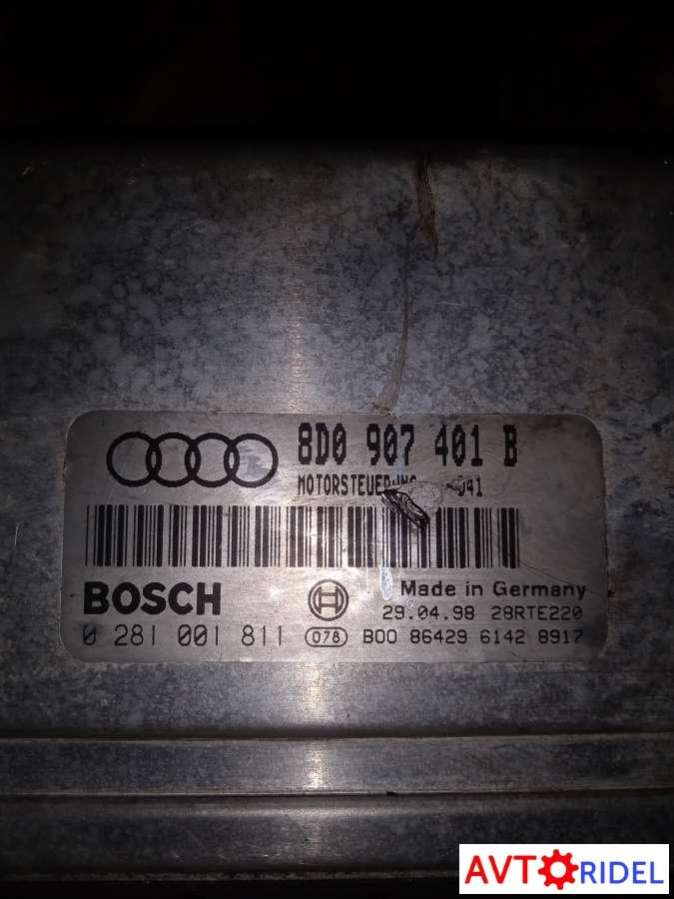 8D0 907 401 B
BOSCH
Made in Germany
29.04.98 28RTE220
0 281 001 811 078 B00 86429 6142 8917
AVTORIDEL